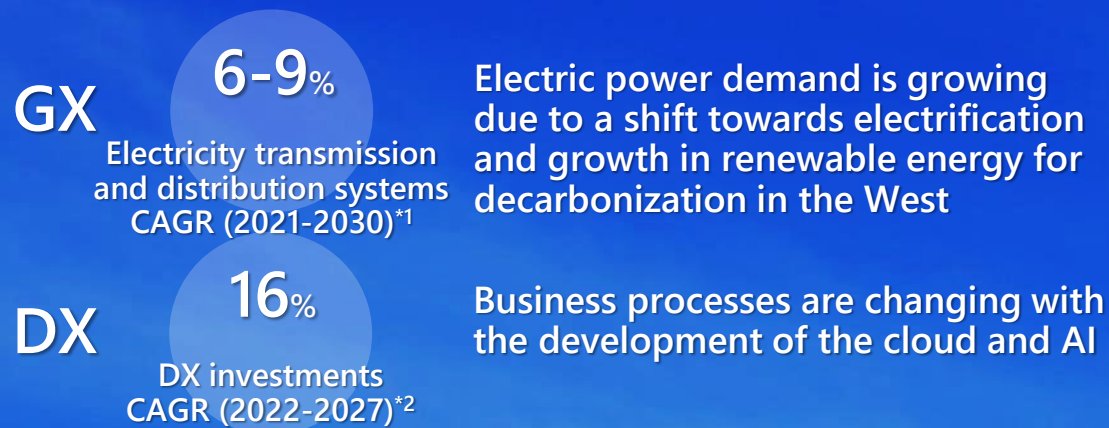 GX
6-9%
Electricity transmission
and distribution systems
CAGR (2021-2030)*1
Electric power demand is growing
due to a shift towards electrification
and growth in renewable energy for
decarbonization in the West
DX
16%
DX investments
CAGR (2022-2027)*2
Business processes are changing with
the development of the cloud and AI